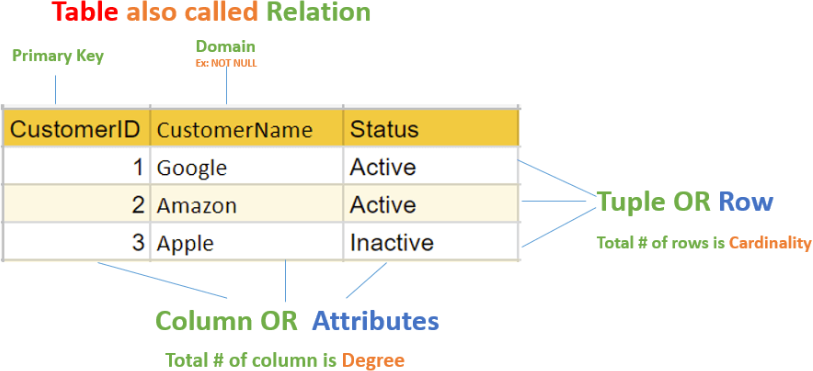 Table also called Relation
Primary Key
Domain
Ex: NOT NULL
CustomerID CustomerName Status
1 Google Active
2 Amazon Active
3 Apple Inactive
Tuple OR Row
Total # of rows is Cardinality
Column OR Attributes
Total # of column is Degree